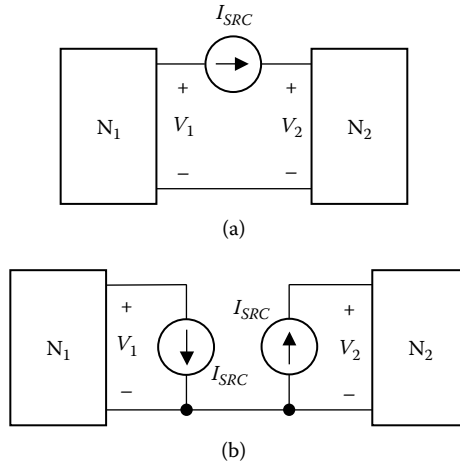 I_SRC
+ +
N₁ V₁ V₂ N₂
− −
(a)
+ I_SRC +
N₁ V₁ V₂ N₂
I_SRC
− −
(b)